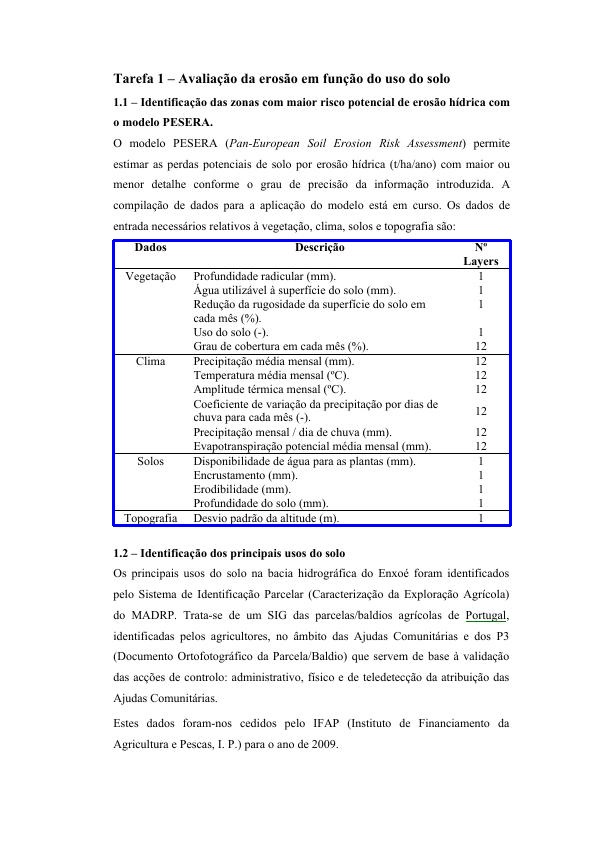 Tarefa 1 – Avaliação da erosão em função do uso do solo
1.1 – Identificação das zonas com maior risco potencial de erosão hídrica com
o modelo PESERA.
O modelo PESERA (Pan-European Soil Erosion Risk Assessment) permite
estimar as perdas potenciais de solo por erosão hídrica (t/ha/ano) com maior ou
menor detalhe conforme o grau de precisão da informação introduzida. A
compilação de dados para a aplicação do modelo está em curso. Os dados de
entrada necessários relativos à vegetação, clima, solos e topografia são:
Dados Descrição Nº
Layers
Vegetação Profundidade radicular (mm). 1
Água utilizável à superfície do solo (mm). 1
Redução da rugosidade da superfície do solo em 1
cada mês (%).
Uso do solo (-). 1
Grau de cobertura em cada mês (%). 12
Clima Precipitação média mensal (mm). 12
Temperatura média mensal (ºC). 12
Amplitude térmica mensal (ºC). 12
Coeficiente de variação da precipitação por dias de
chuva para cada mês (-). 12
Precipitação mensal / dia de chuva (mm). 12
Evapotranspiração potencial média mensal (mm). 12
Solos Disponibilidade de água para as plantas (mm). 1
Encrustamento (mm). 1
Erodibilidade (mm). 1
Profundidade do solo (mm). 1
Topografia Desvio padrão da altitude (m). 1
1.2 – Identificação dos principais usos do solo
Os principais usos do solo na bacia hidrográfica do Enxoé foram identificados
pelo Sistema de Identificação Parcelar (Caracterização da Exploração Agrícola)
do MADRP. Trata-se de um SIG das parcelas/baldios agrícolas de Portugal,
identificadas pelos agricultores, no âmbito das Ajudas Comunitárias e dos P3
(Documento Ortofotográfico da Parcela/Baldio) que servem de base à validação
das acções de controlo: administrativo, físico e de teledetecção da atribuição das
Ajudas Comunitárias.
Estes dados foram-nos cedidos pelo IFAP (Instituto de Financiamento da
Agricultura e Pescas, I. P.) para o ano de 2009.